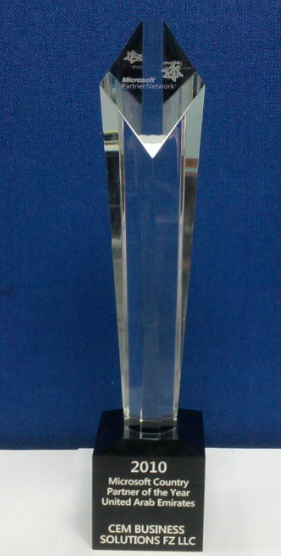 Microsoft
Partner Network
2010
Microsoft Country
Partner of the Year
United Arab Emirates
CEM BUSINESS
SOLUTIONS FZ LLC